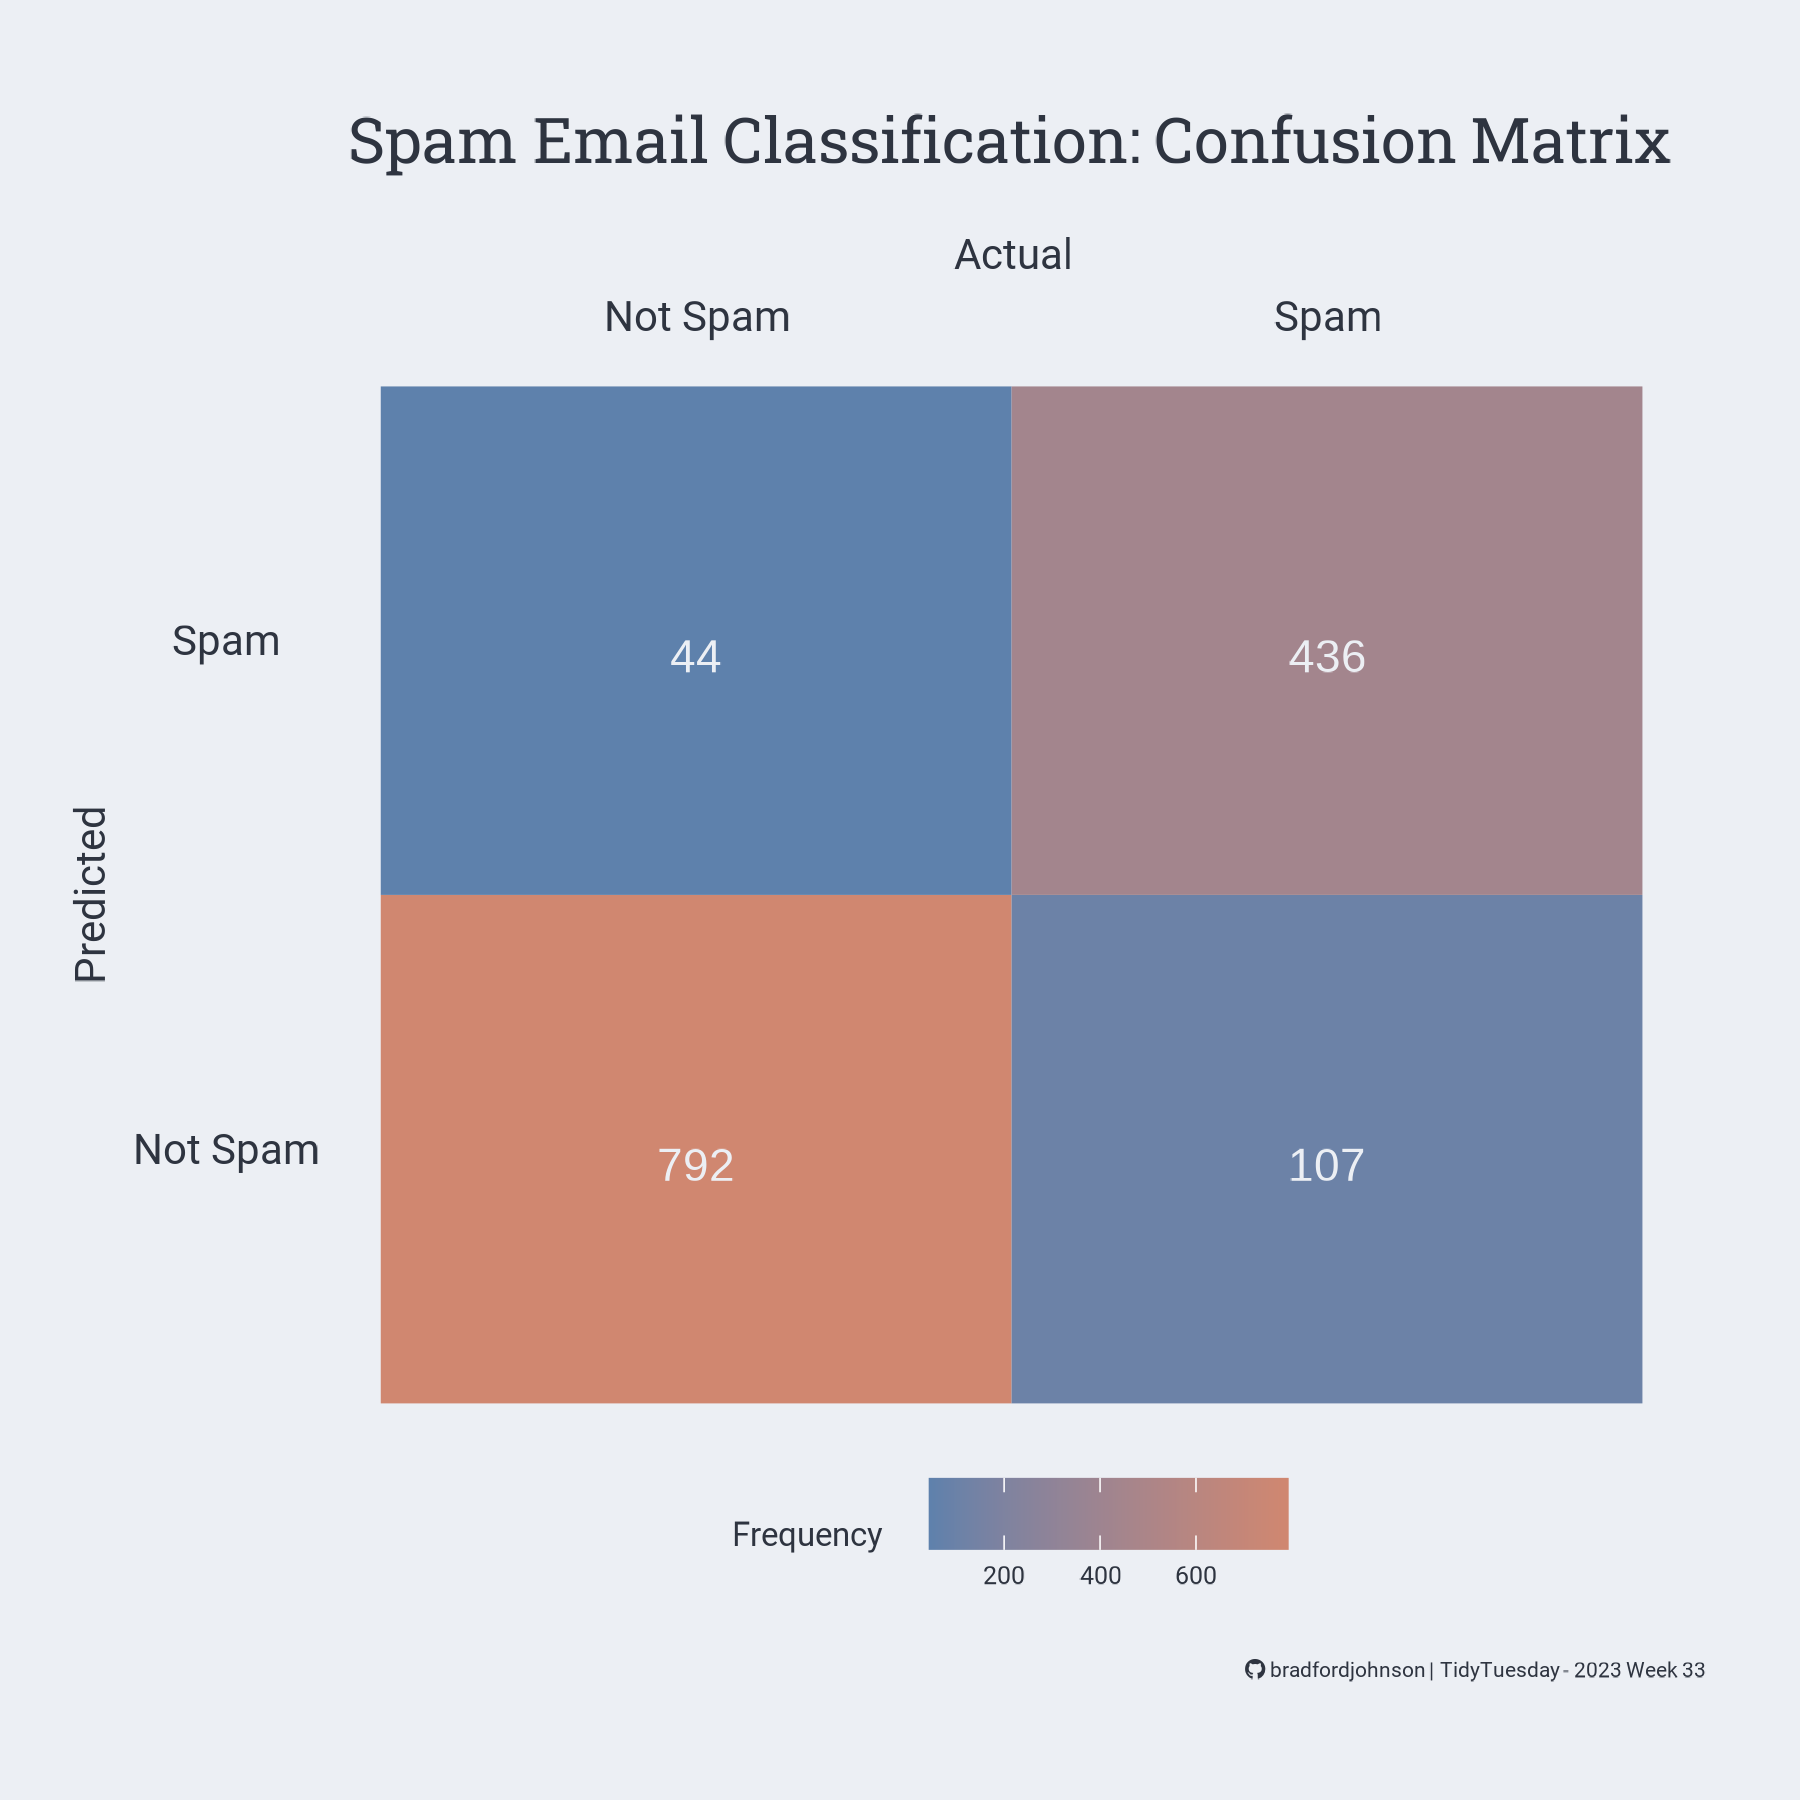 Spam Email Classification: Confusion Matrix
Actual
Not Spam Spam
Spam 44 436
Predicted
Not Spam 792 107
Frequency
200 400 600
bradfordjohnson | TidyTuesday - 2023 Week 33